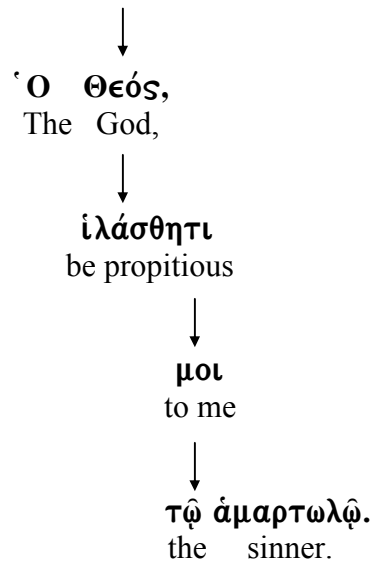 Ὁ Θεός,
The God,
ἱλάσθητι
be propitious
μοι
to me
τῷ ἁμαρτωλῷ.
the sinner.